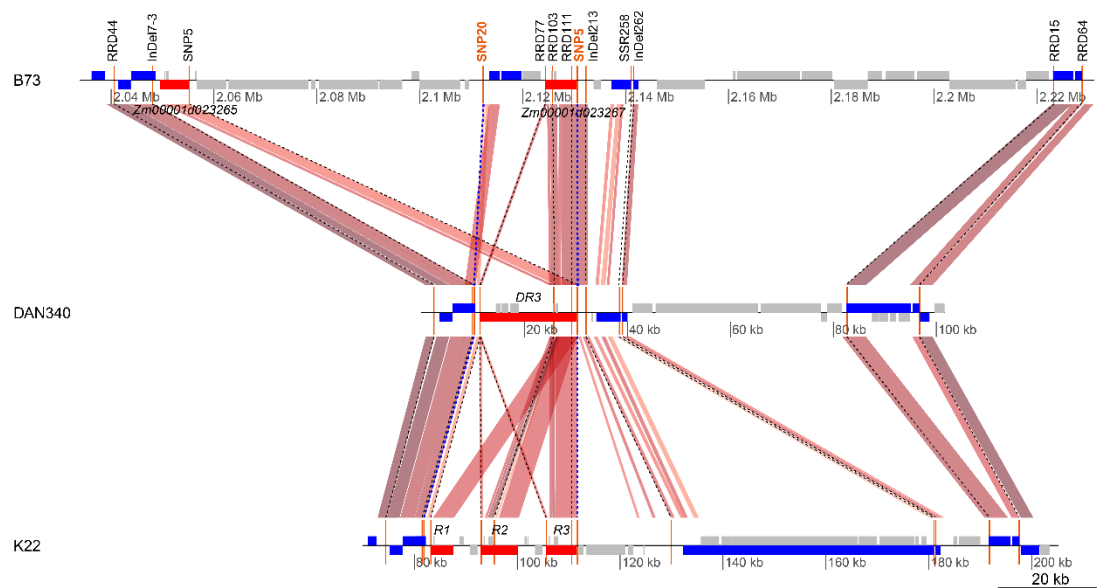 RRD44
InDel7-3
SNP5
SNP20
RRD77
RRD103
RRD111
SNP5
InDel213
SSR258
InDel262
RRD15
RRD64
B73
2.04 Mb 2.06 Mb 2.08 Mb 2.1 Mb 2.12 Mb 2.14 Mb 2.16 Mb 2.18 Mb 2.2 Mb 2.22 Mb
Zm00001d023265 Zm00001d023267
DR3
DAN340
20 kb 40 kb 60 kb 80 kb 100 kb
R1 R2 R3
K22
80 kb 100 kb 120 kb 140 kb 160 kb 180 kb 200 kb
20 kb